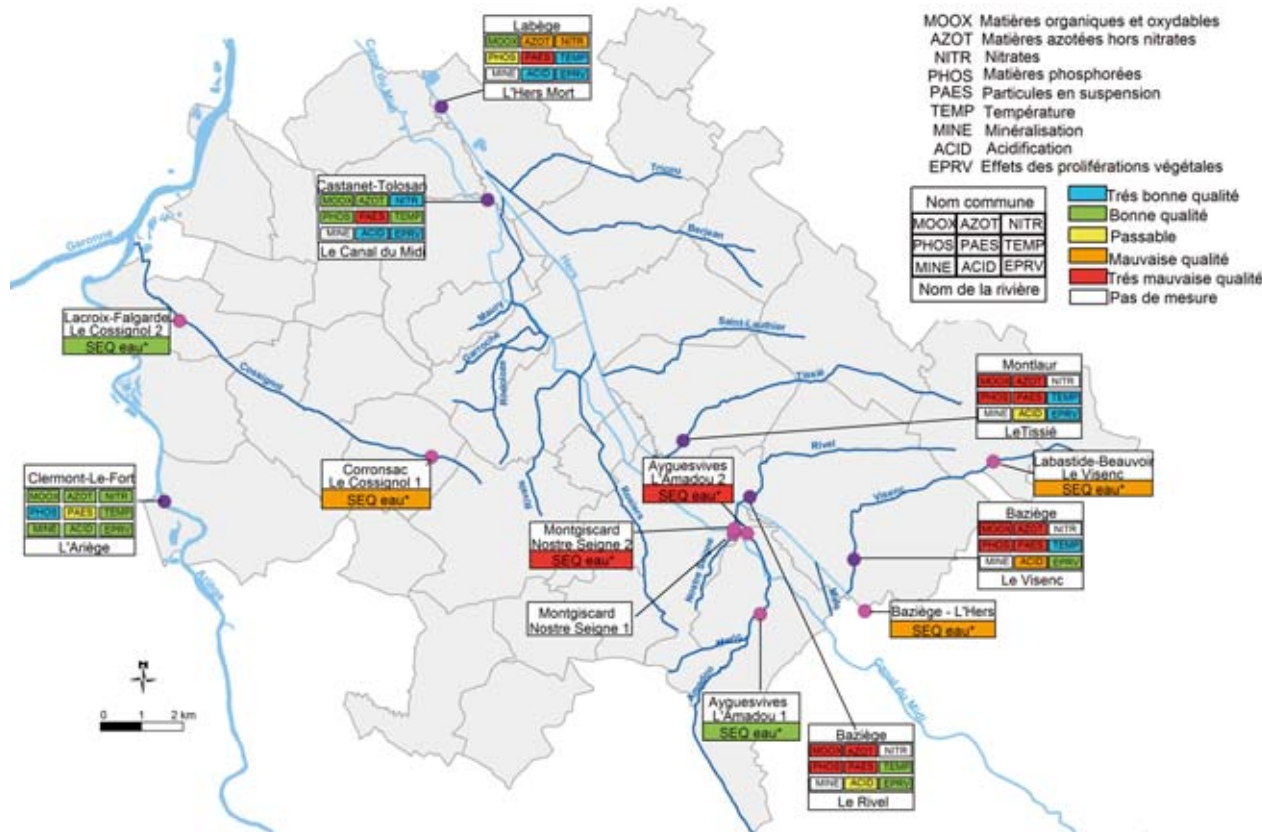 Labège
MOOX AZOT NITR
PHOS PAES TEMP
MINE ACID EPRV
L'Hers Mort
MOOX Matières organiques et oxydables
AZOT Matières azotées hors nitrates
NITR Nitrates
PHOS Matières phosphorées
PAES Particules en suspension
TEMP Température
MINE Minéralisation
ACID Acidification
EPRV Effets des proliférations végétales
Nom commune
MOOX AZOT NITR
PHOS PAES TEMP
MINE ACID EPRV
Nom de la rivière
Trés bonne qualité
Bonne qualité
Passable
Mauvaise qualité
Trés mauvaise qualité
Pas de mesure
Canal du Midi
Castanet-Tolosan
MOOX AZOT NITR
PHOS PAES TEMP
MINE ACID EPRV
Le Canal du Midi
Garonne
Tricou
Berjean
Hers
Mairy
Garroche
Saint-Lauthier
Tissié
Lacroix-Falgarde
Le Cossignol 2
SEQ eau*
Cossignol
Montlaur
MOOX AZOT NITR
PHOS PAES TEMP
MINE ACID EPRV
LeTissié
Rivel
Clermont-Le-Fort
MOOX AZOT NITR
PHOS PAES TEMP
MINE ACID EPRV
L'Ariège
Ariège
Corronsac
Le Cossignol 1
SEQ eau*
Ayguesvives
L'Amadou 2
SEQ eau*
Labastide-Beauvoir
Le Visenc
SEQ eau*
Visenc
Montgiscard
Nostre Seigne 2
SEQ eau*
Baziège
MOOX AZOT NITR
PHOS PAES TEMP
MINE ACID EPRV
Le Visenc
Nostre Seigne
Montgiscard
Nostre Seigne 1
Baziège - L'Hers
SEQ eau*
Amadou
Canal du Midi
Ayguesvives
L'Amadou 1
SEQ eau*
Baziège
MOOX AZOT NITR
PHOS PAES TEMP
MINE ACID EPRV
Le Rivel
N
0 1 2 km